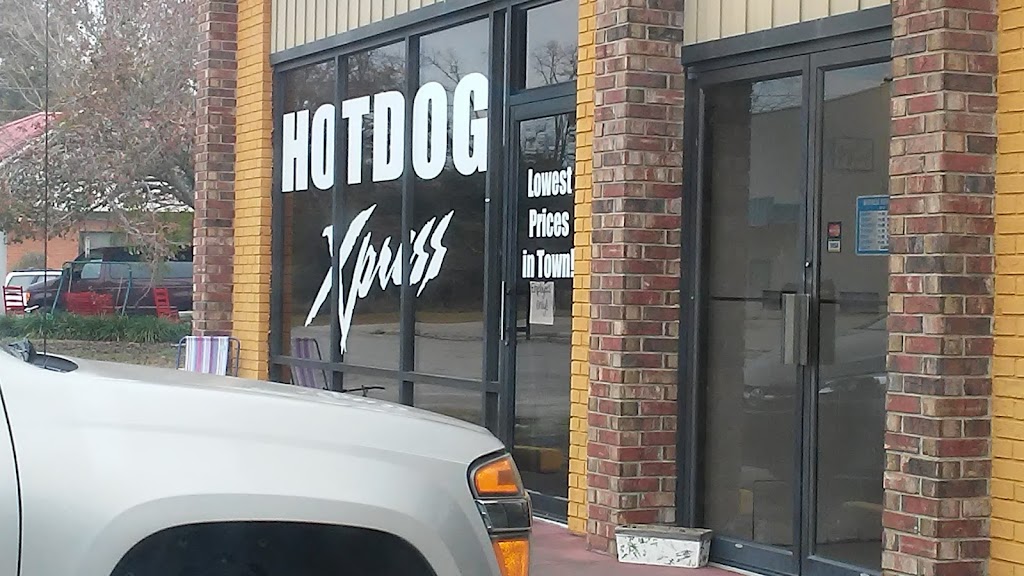 HOTDOG
Xpress
Lowest
Prices
in Town!